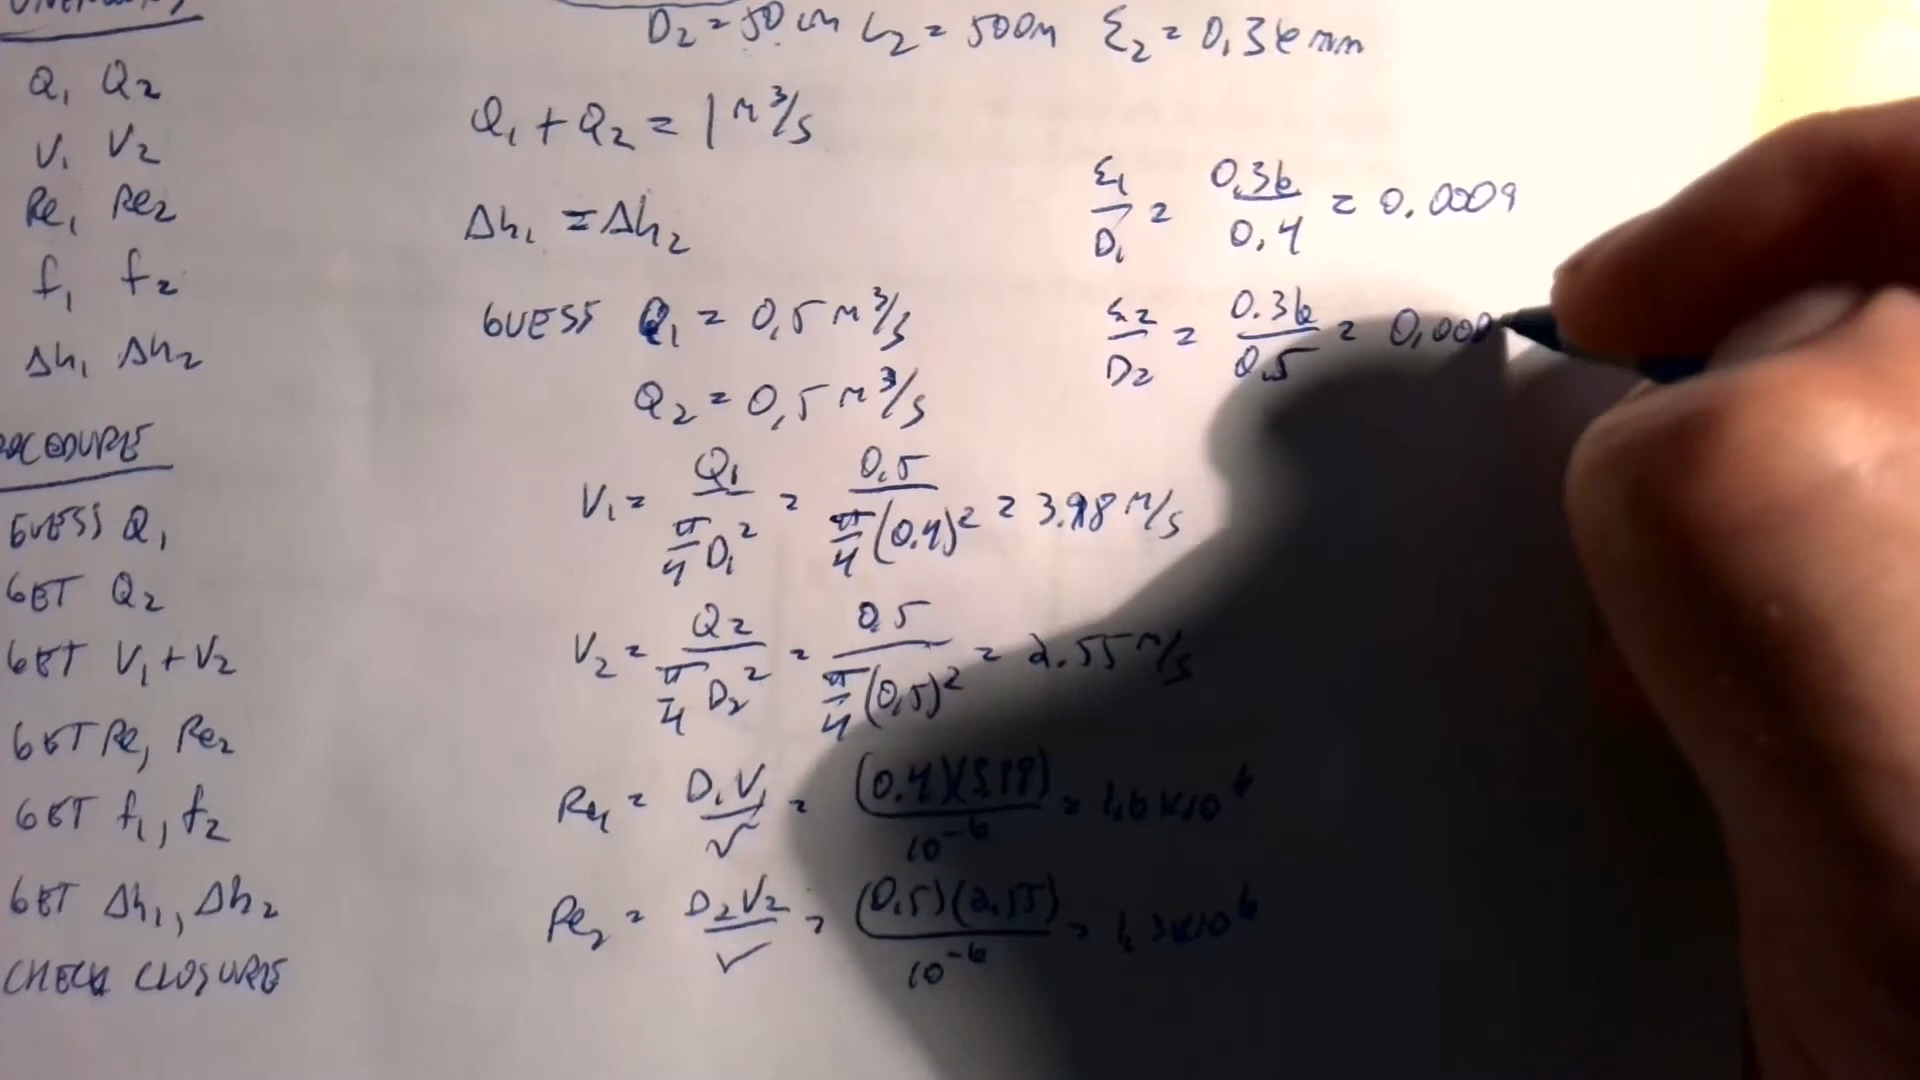 Q1 Q2
V1 V2
Re1 Re2
f1 f2
Δh1 Δh2
GUESS Q1
GET Q2
GET V1+V2
GET Re1 Re2
GET f1, f2
GET Δh1, Δh2
CHECK CLOSURE
D2 = 50 cm L2 = 500m ε2 = 0,36 mm
Q1 + Q2 = 1 m³/s
Δh1 = Δh2
GUESS Q1 = 0,5 m³/s
Q2 = 0,5 m³/s
V1 = Q1 / (π/4 D1²) = 0.5 / (π/4 (0.4)²) = 3.98 m/s
V2 = Q2 / (π/4 D2²) = 0.5 / (π/4 (0,5)²) = 2.55 m/s
Re1 = D1V1 / ν = (0.4)(3.98) / 10⁻⁶ = 1,6 x 10⁶
Re2 = D2V2 / ν = (0.5)(2.55) / 10⁻⁶ = 1,3x10⁶
ε1 / D1 = 0.36 / 0.4 = 0.0009
ε2 / D2 = 0.36 / 0.5 = 0,000